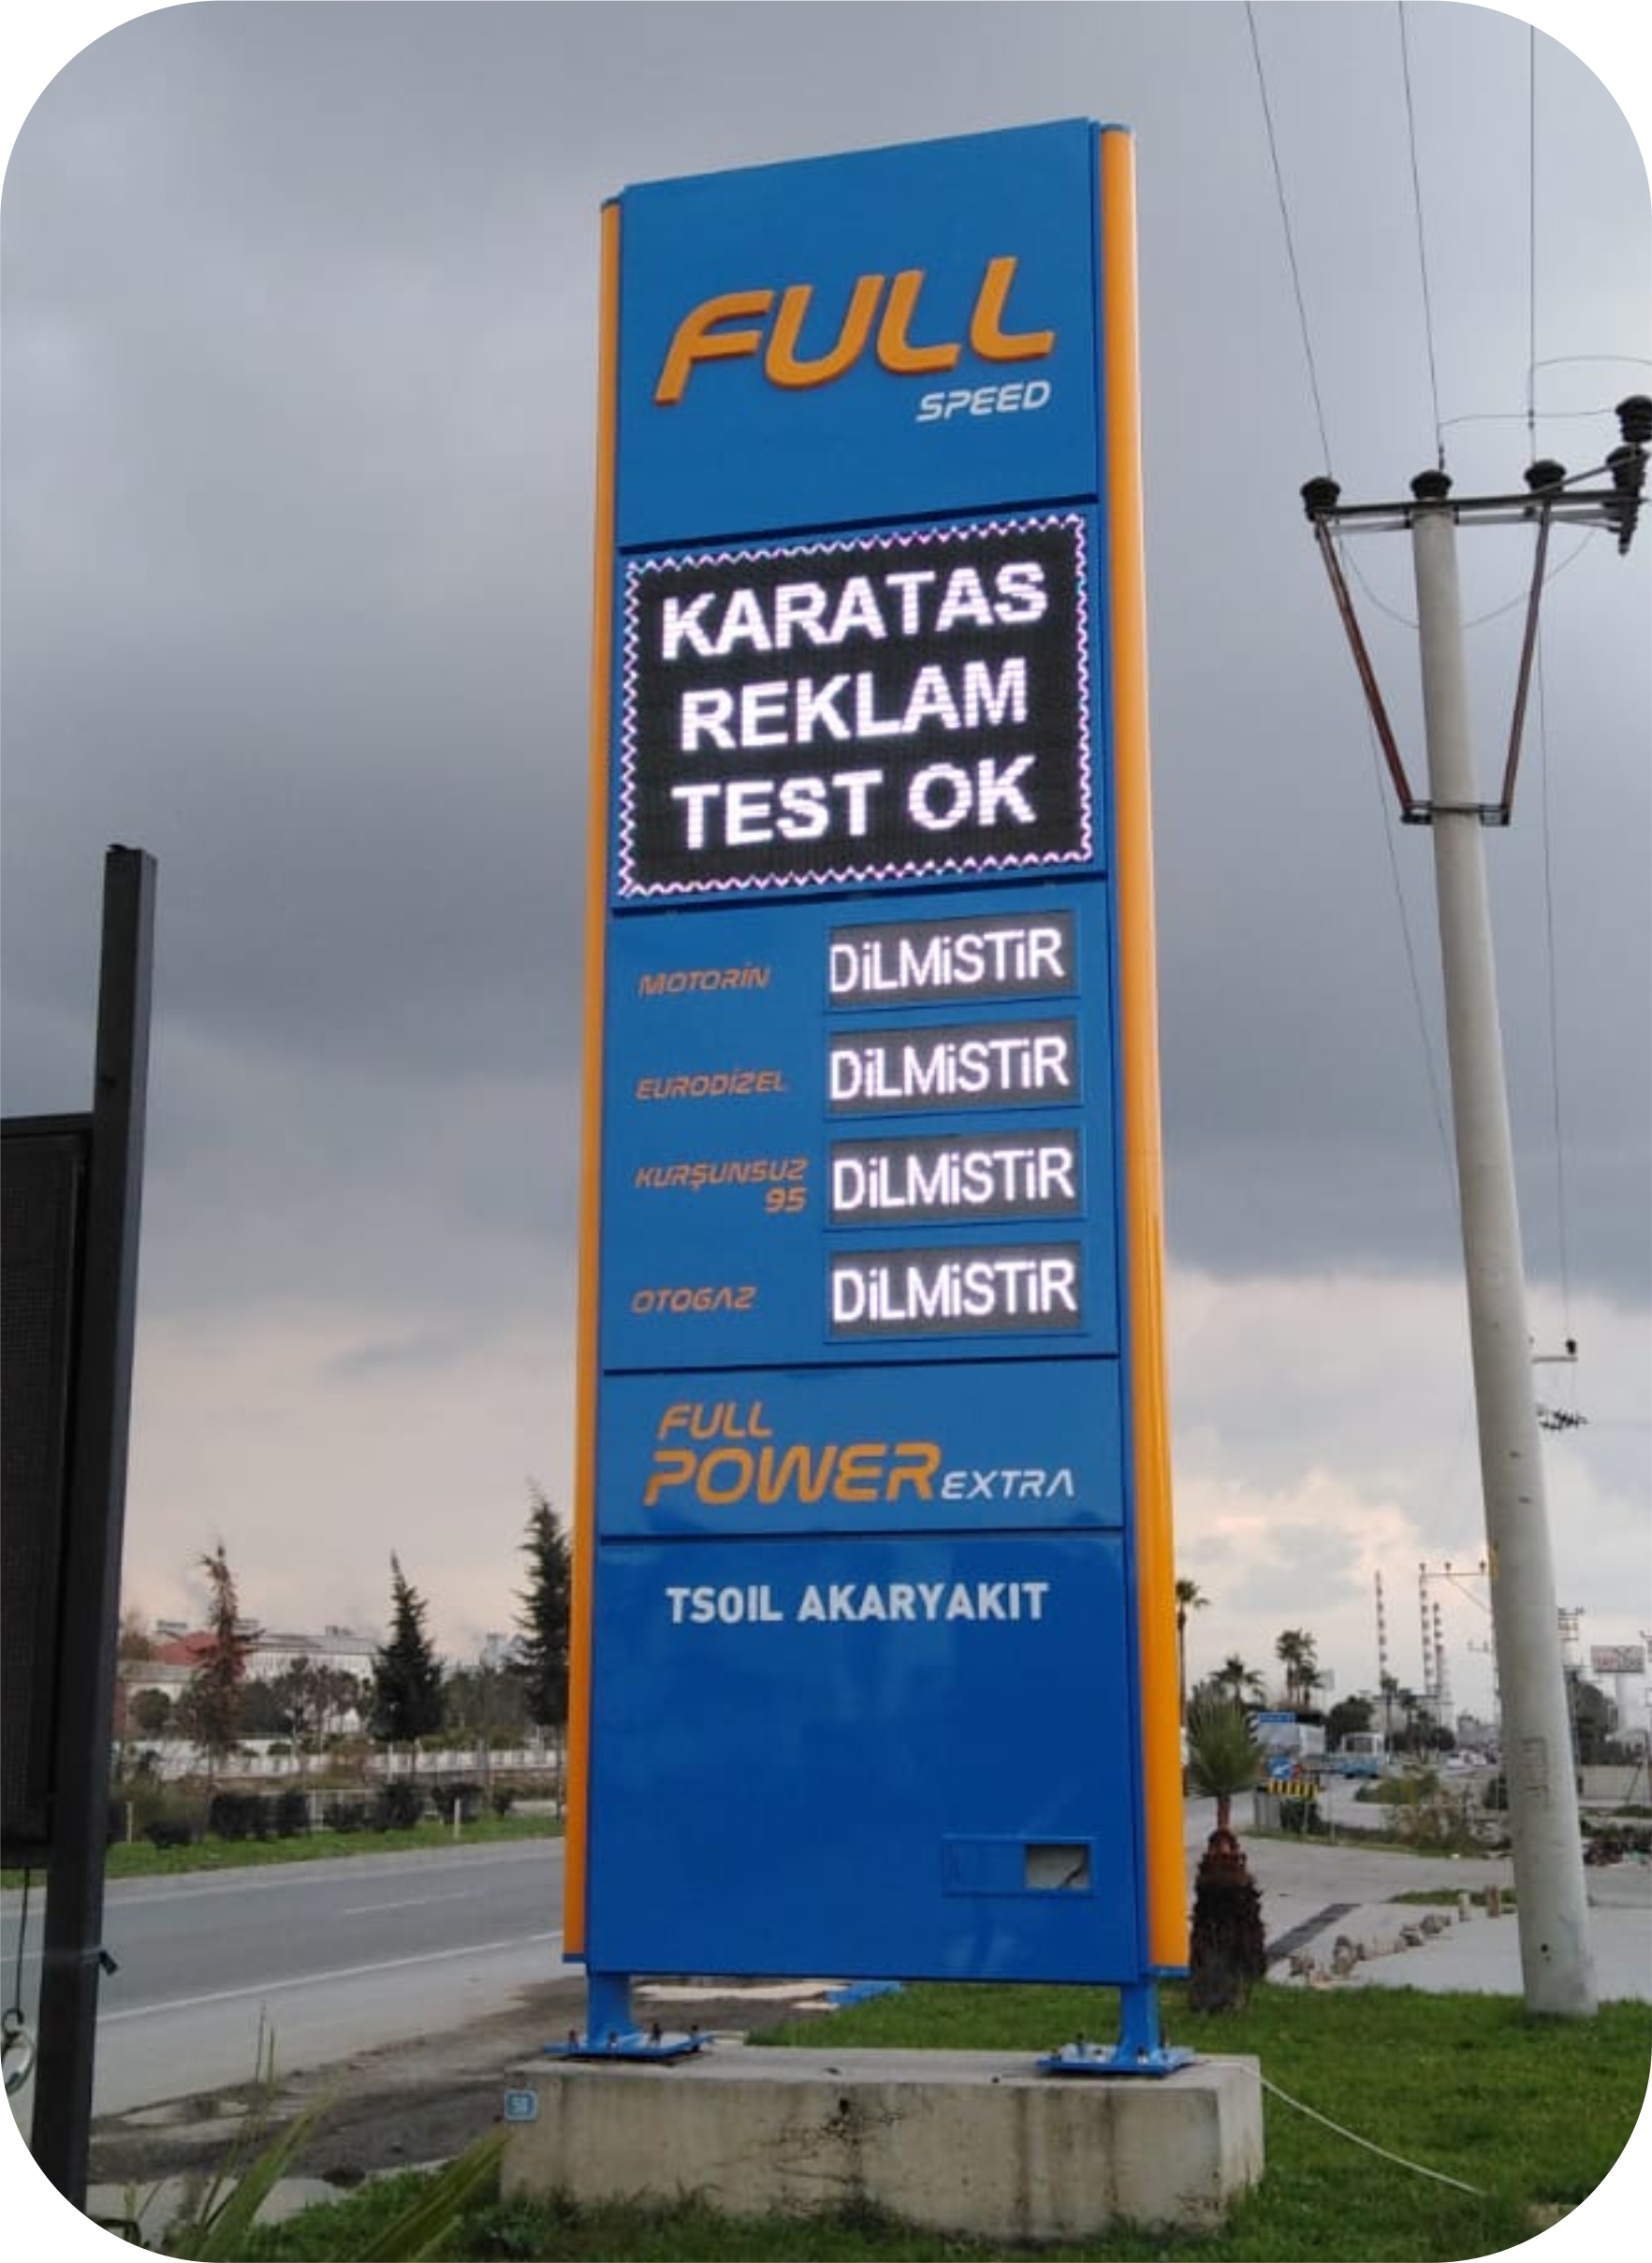 FULL
SPEED
KARATAS
REKLAM
TEST OK
MOTORİN DİLMİSTİR
EURODİZEL DİLMİSTİR
KURŞUNSUZ
95 DİLMİSTİR
OTOGAZ DİLMİSTİR
FULL
POWER EXTRA
TSOIL AKARYAKIT
58